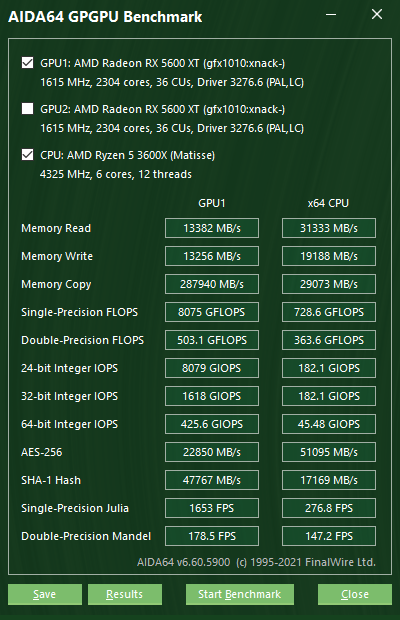 AIDA64 GPGPU Benchmark
GPU1: AMD Radeon RX 5600 XT (gfx1010:xnack-)
1615 MHz, 2304 cores, 36 CUs, Driver 3276.6 (PAL,LC)
GPU2: AMD Radeon RX 5600 XT (gfx1010:xnack-)
1615 MHz, 2304 cores, 36 CUs, Driver 3276.6 (PAL,LC)
CPU: AMD Ryzen 5 3600X (Matisse)
4325 MHz, 6 cores, 12 threads
GPU1 x64 CPU
Memory Read 13382 MB/s 31333 MB/s
Memory Write 13256 MB/s 19188 MB/s
Memory Copy 287940 MB/s 29073 MB/s
Single-Precision FLOPS 8075 GFLOPS 728.6 GFLOPS
Double-Precision FLOPS 503.1 GFLOPS 363.6 GFLOPS
24-bit Integer IOPS 8079 GIOPS 182.1 GIOPS
32-bit Integer IOPS 1618 GIOPS 182.1 GIOPS
64-bit Integer IOPS 425.6 GIOPS 45.48 GIOPS
AES-256 22850 MB/s 51095 MB/s
SHA-1 Hash 47767 MB/s 17169 MB/s
Single-Precision Julia 1653 FPS 276.8 FPS
Double-Precision Mandel 178.5 FPS 147.2 FPS
AIDA64 v6.60.5900 (c) 1995-2021 FinalWire Ltd.
Save Results Start Benchmark Close